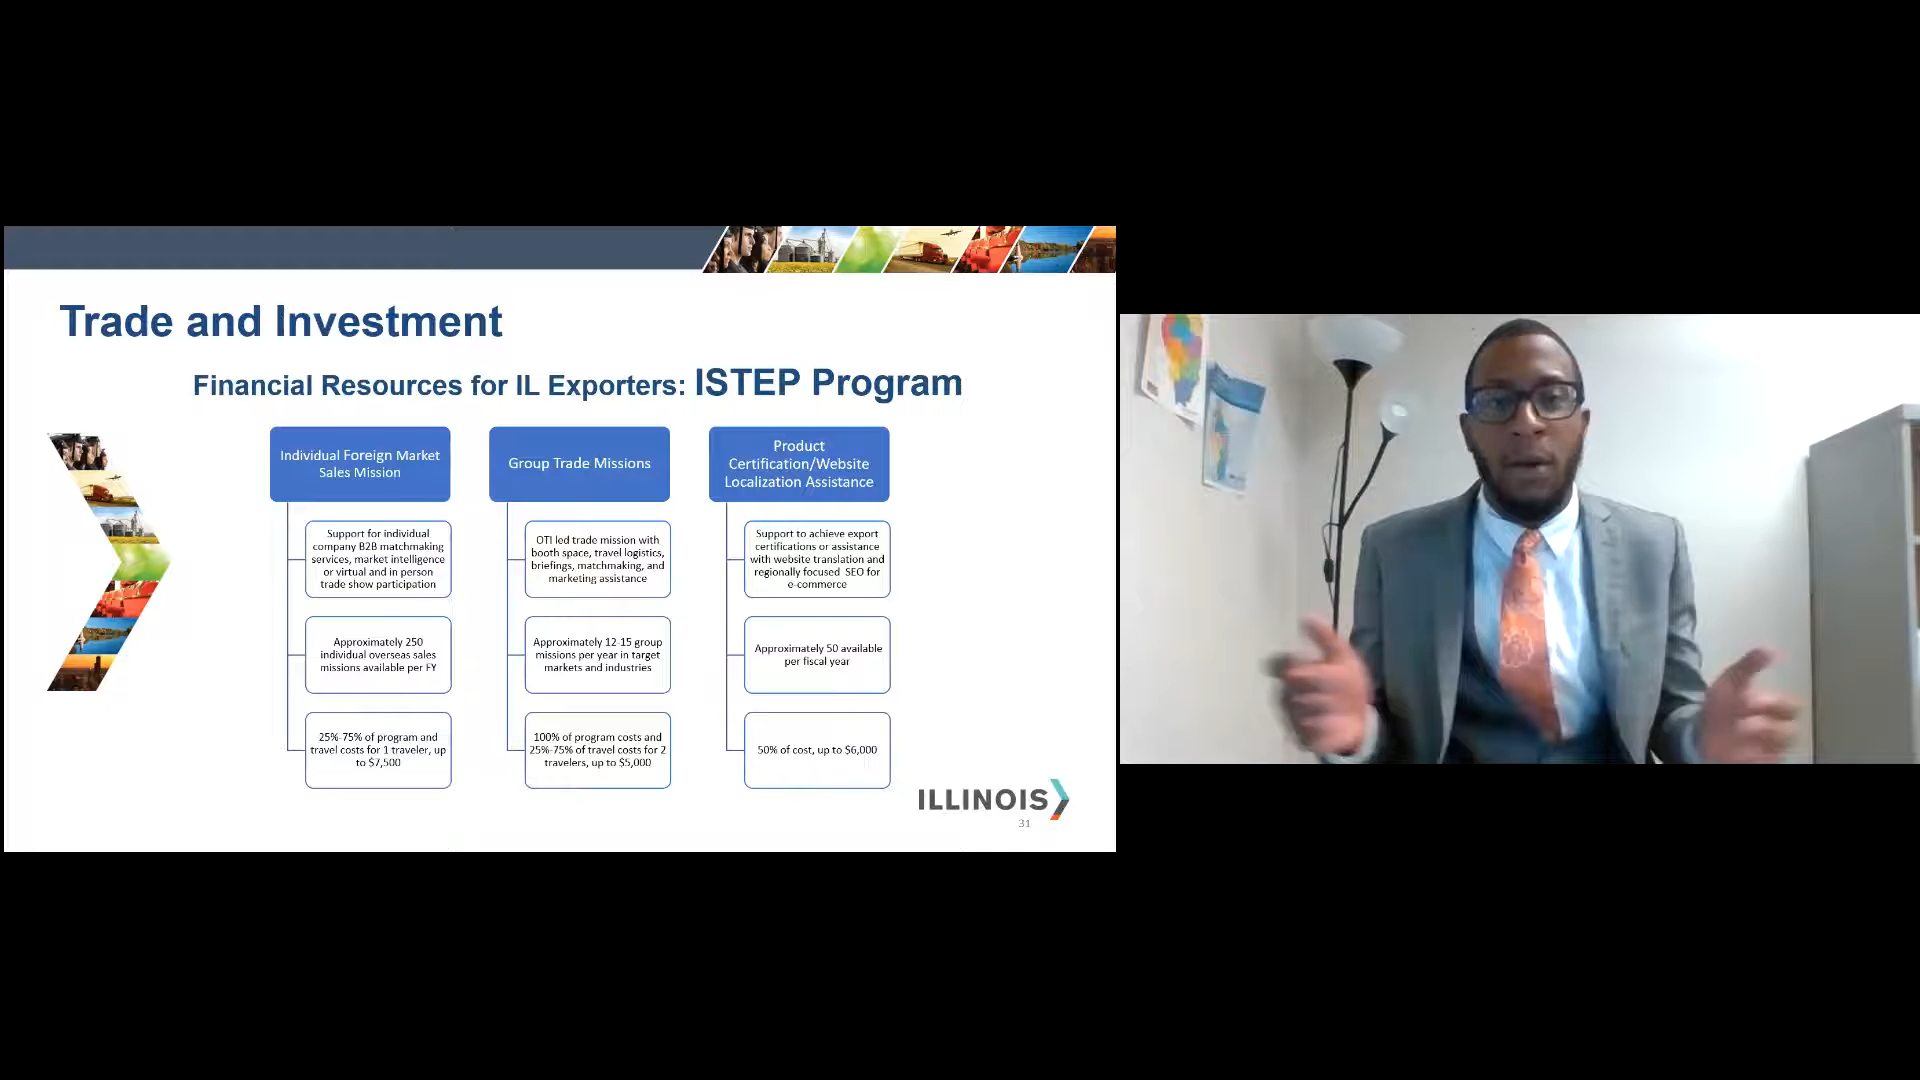 Trade and Investment
Financial Resources for IL Exporters: ISTEP Program
Individual Foreign Market
Sales Mission
Support for individual
company B2B matchmaking
services, market intelligence
or virtual and in person
trade show participation
Approximately 250
individual overseas sales
missions available per FY
25%-75% of program and
travel costs for 1 traveler, up
to $7,500
Group Trade Missions
OTI led trade mission with
booth space, travel logistics,
briefings, matchmaking, and
marketing assistance
Approximately 12-15 group
missions per year in target
markets and industries
100% of program costs and
25%-75% of travel costs for 2
travelers, up to $5,000
Product
Certification/Website
Localization Assistance
Support to achieve export
certifications or assistance
with website translation and
regionally focused SEO for
e-commerce
Approximately 50 available
per fiscal year
50% of cost, up to $6,000
ILLINOIS
31